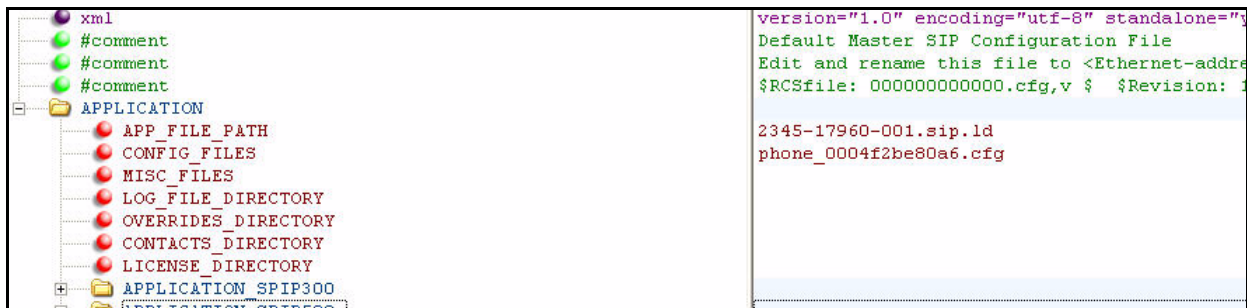 xml version="1.0" encoding="utf-8" standalone="y
#comment Default Master SIP Configuration File
#comment Edit and rename this file to <Ethernet-addre
#comment $RCSfile: 000000000000.cfg,v $ $Revision: 1
APPLICATION
APP_FILE_PATH 2345-17960-001.sip.ld
CONFIG_FILES phone_0004f2be80a6.cfg
MISC_FILES
LOG_FILE_DIRECTORY
OVERRIDES_DIRECTORY
CONTACTS_DIRECTORY
LICENSE_DIRECTORY
APPLICATION_SPIP300